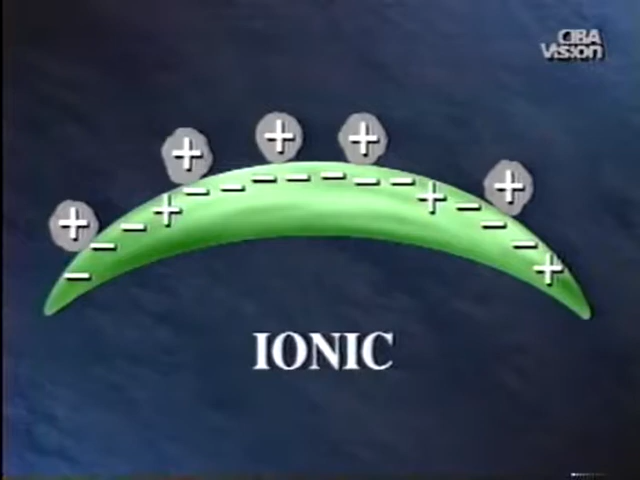 CIBA
Vision
+ + + + +
- - - + - - - - - - - - + - - - +
IONIC